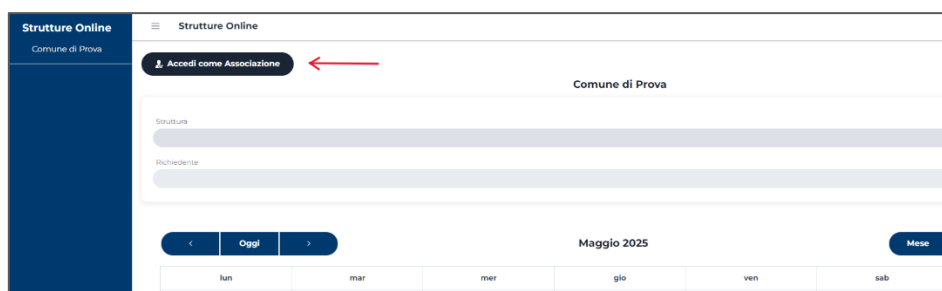 Strutture Online
Comune di Prova
Strutture Online
Accedi come Associazione
Comune di Prova
Struttura
Richiedente
< Oggi >
Maggio 2025
Mese
lun mar mer gio ven sab